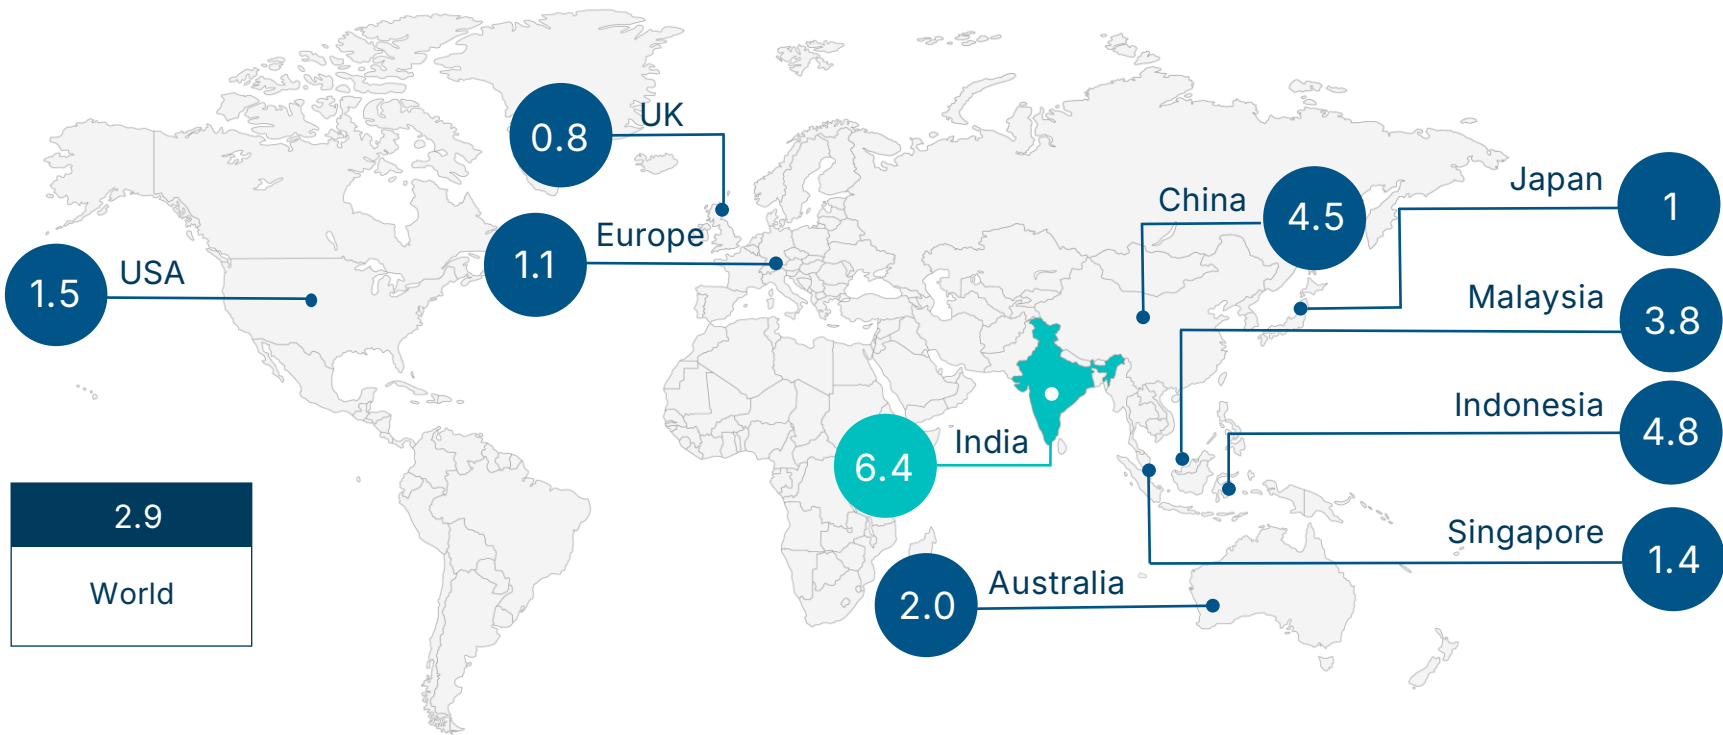 UK
0.8
Europe
1.1
USA
1.5
China
4.5
Japan
1
Malaysia
3.8
Indonesia
4.8
India
6.4
Singapore
1.4
Australia
2.0
2.9
World